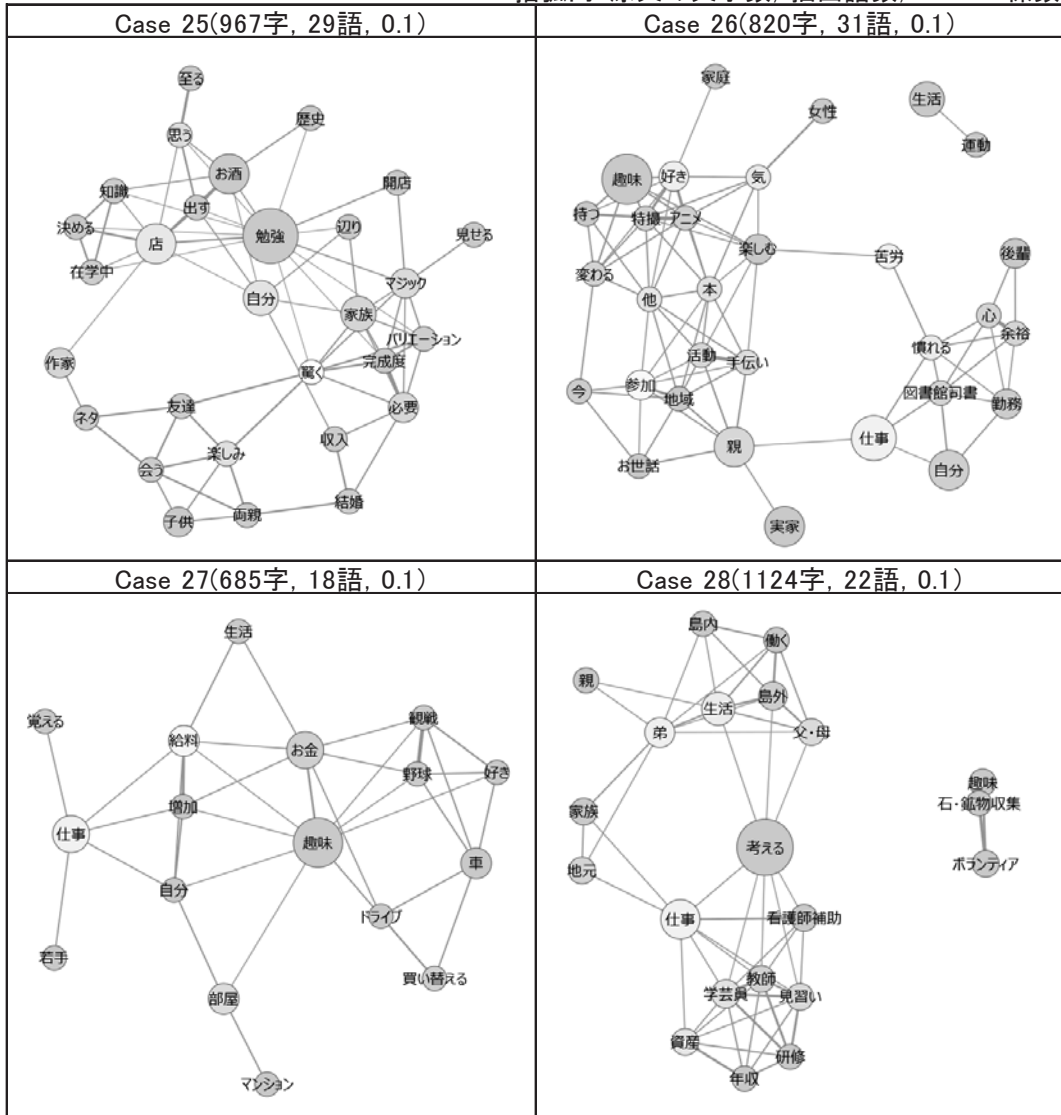 Case 25(967字, 29語, 0.1)
至る
思う
歴史
お酒
知識
出す
開店
決める
店
勉強
辺り
見せる
在学中
自分
マジック
家族
バリエーション
作家
驚く
完成度
ネタ
友達
必要
楽しみ
収入
会う
子供
両親
結婚
Case 26(820字, 31語, 0.1)
家庭
生活
女性
運動
趣味
好き
気
持つ
特撮
アニメ
楽しむ
苦労
後輩
変わる
他
本
心
余裕
慣れる
活動
手伝い
今
参加
地域
図書館司書
勤務
お世話
親
仕事
自分
実家
Case 27(685字, 18語, 0.1)
生活
覚える
給料
お金
観戦
野球
好き
増加
仕事
趣味
車
自分
ドライブ
若手
買い替える
部屋
マンション
Case 28(1124字, 22語, 0.1)
島内
働く
親
生活
島外
弟
父・母
趣味
石・鉱物収集
家族
ボランティア
地元
考える
仕事
看護師補助
教師
学芸員
見習い
資産
研修
年収